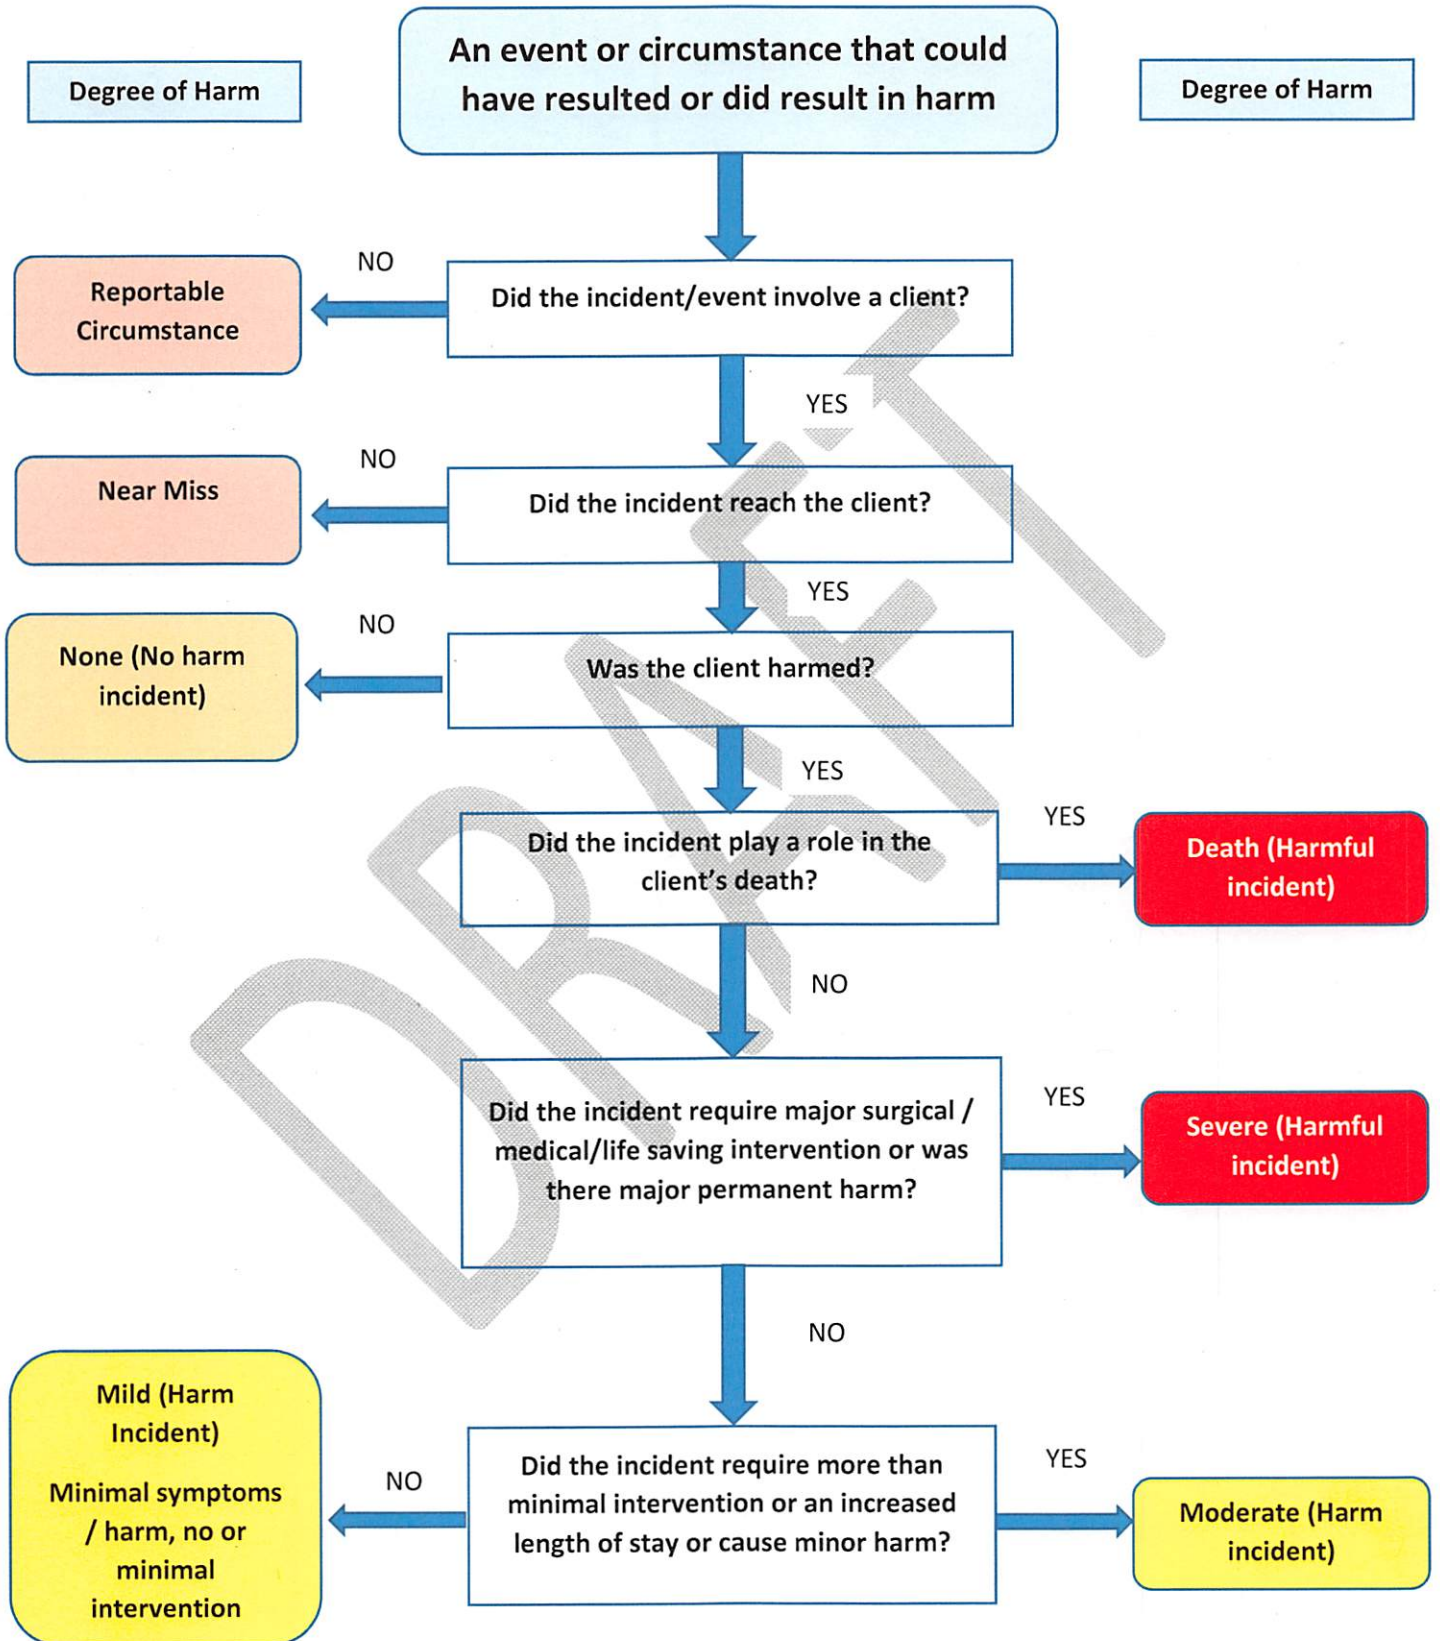 An event or circumstance that could
have resulted or did result in harm
Degree of Harm
Degree of Harm
Did the incident/event involve a client?
NO
Reportable
Circumstance
YES
Did the incident reach the client?
NO
Near Miss
YES
Was the client harmed?
NO
None (No harm
incident)
YES
Did the incident play a role in the
client's death?
YES
Death (Harmful
incident)
NO
Did the incident require major surgical /
medical/life saving intervention or was
there major permanent harm?
YES
Severe (Harmful
incident)
NO
Did the incident require more than
minimal intervention or an increased
length of stay or cause minor harm?
NO
Mild (Harm
Incident)
Minimal symptoms
/ harm, no or
minimal
intervention
YES
Moderate (Harm
incident)
DRAFT